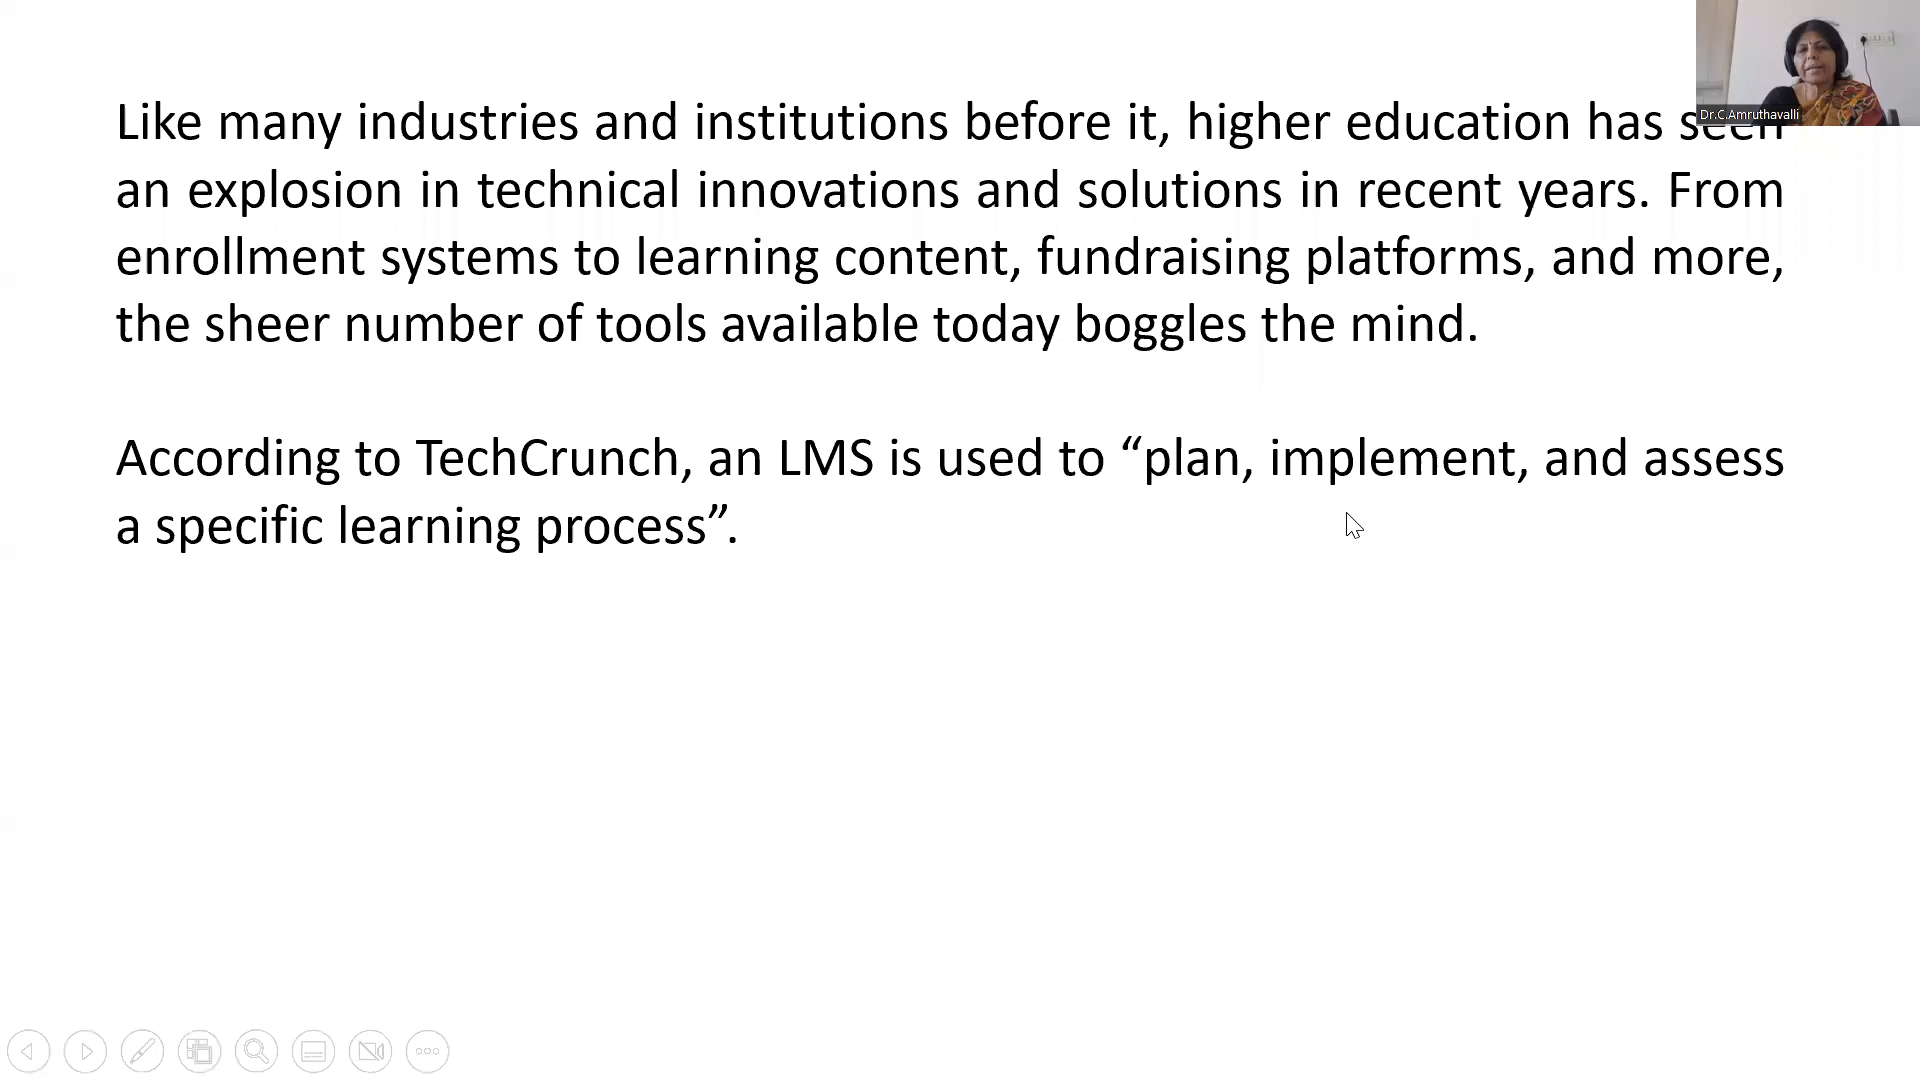 Like many industries and institutions before it, higher education has seen
an explosion in technical innovations and solutions in recent years. From
enrollment systems to learning content, fundraising platforms, and more,
the sheer number of tools available today boggles the mind.
According to TechCrunch, an LMS is used to “plan, implement, and assess
a specific learning process”.
Dr.C.Amruthavalli